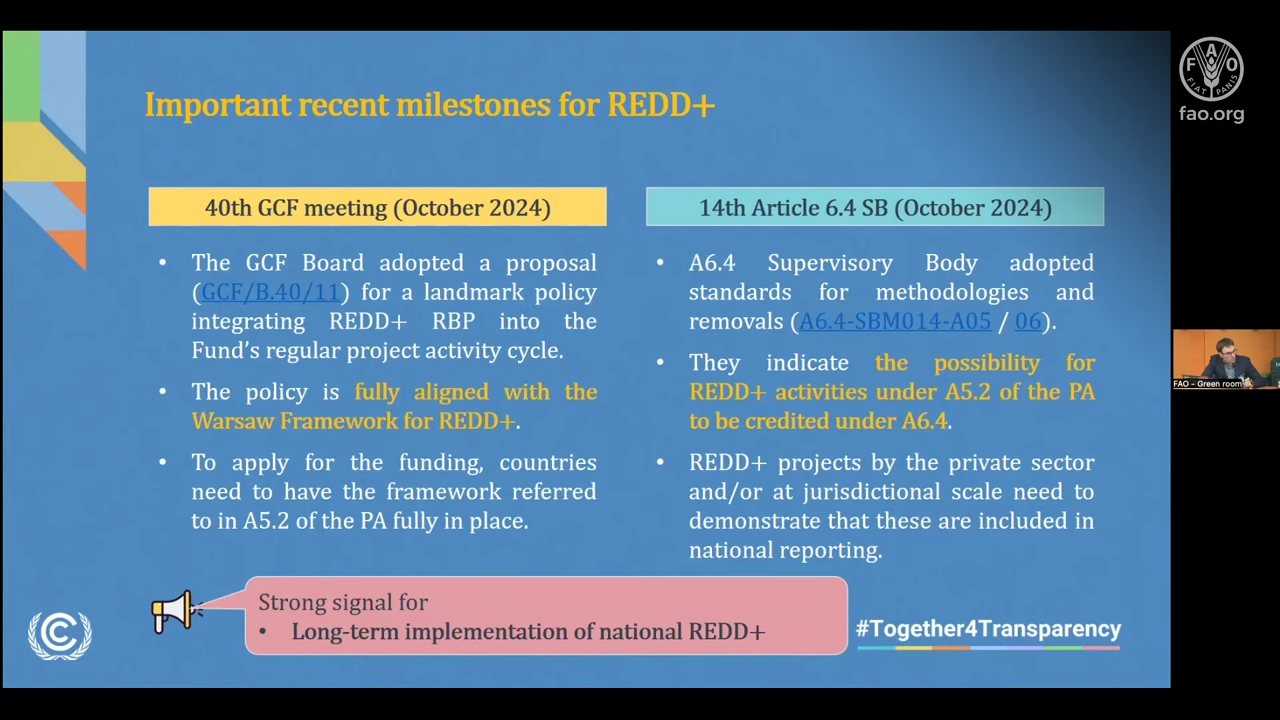 Important recent milestones for REDD+
40th GCF meeting (October 2024)
• The GCF Board adopted a proposal
(GCF/B.40/11) for a landmark policy
integrating REDD+ RBP into the
Fund's regular project activity cycle.
• The policy is fully aligned with the
Warsaw Framework for REDD+.
• To apply for the funding, countries
need to have the framework referred
to in A5.2 of the PA fully in place.
14th Article 6.4 SB (October 2024)
• A6.4 Supervisory Body adopted
standards for methodologies and
removals (A6.4-SBM014-A05 / 06).
• They indicate the possibility for
REDD+ activities under A5.2 of the PA
to be credited under A6.4.
• REDD+ projects by the private sector
and/or at jurisdictional scale need to
demonstrate that these are included in
national reporting.
Strong signal for
• Long-term implementation of national REDD+
#Together4Transparency
F A O
FIAT PANIS
fao.org
FAO - Green room